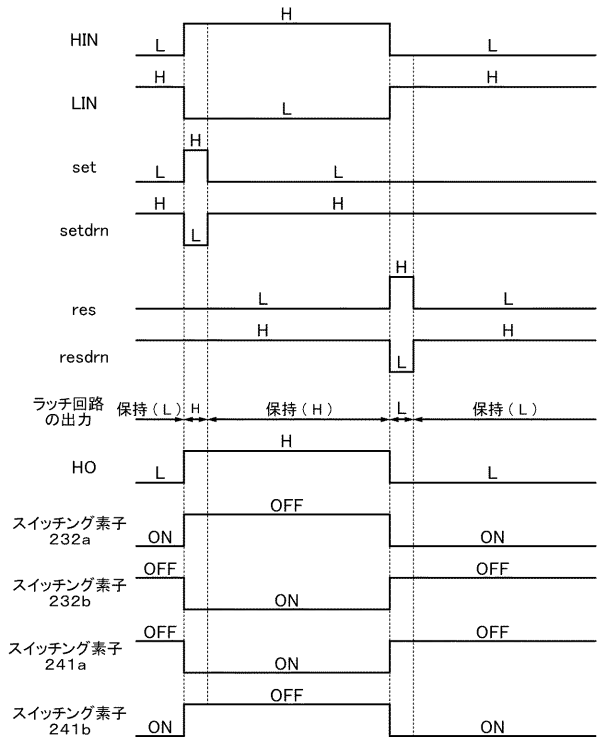 H
HIN
L
L
H
H
LIN
L
H
set
L
L
H
H
setdrn
L
H
L
L
res
H
H
resdrn
L
ラッチ回路
の出力
保持(L)
H
保持(H)
L
保持(L)
H
HO
L
L
OFF
スイッチング素子
232a
ON
ON
OFF
OFF
スイッチング素子
232b
ON
OFF
OFF
スイッチング素子
241a
ON
OFF
スイッチング素子
241b
ON
ON